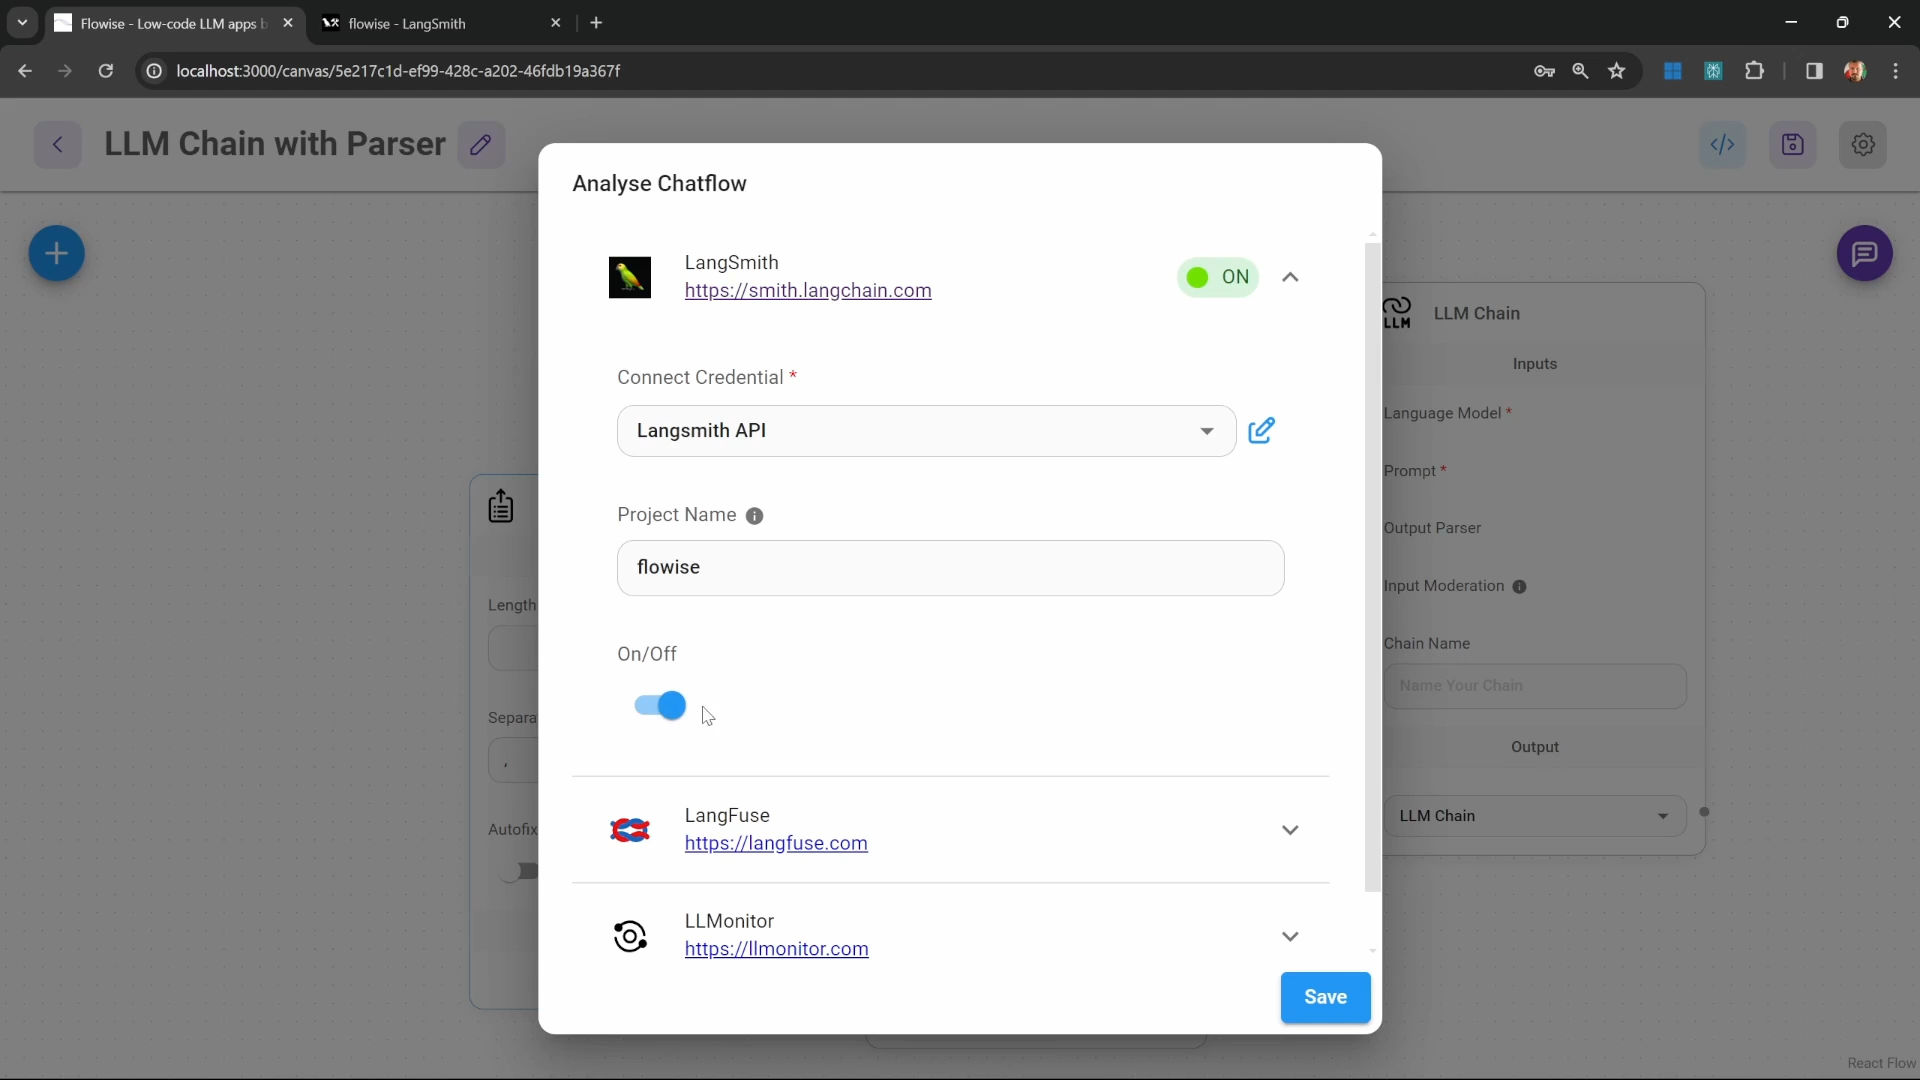 Flowise - Low-code LLM apps b
flowise - LangSmith
localhost:3000/canvas/5e217c1d-ef99-428c-a202-46fdb19a367f
LLM Chain with Parser
Analyse Chatflow
LangSmith
https://smith.langchain.com
ON
Connect Credential *
Langsmith API
Project Name
flowise
On/Off
LangFuse
https://langfuse.com
LLMonitor
https://llmonitor.com
Save
Length
Separa
,
Autofix
LLM
LLM Chain
Inputs
Language Model *
Prompt *
Output Parser
Input Moderation
Chain Name
Name Your Chain
Output
LLM Chain
React Flow